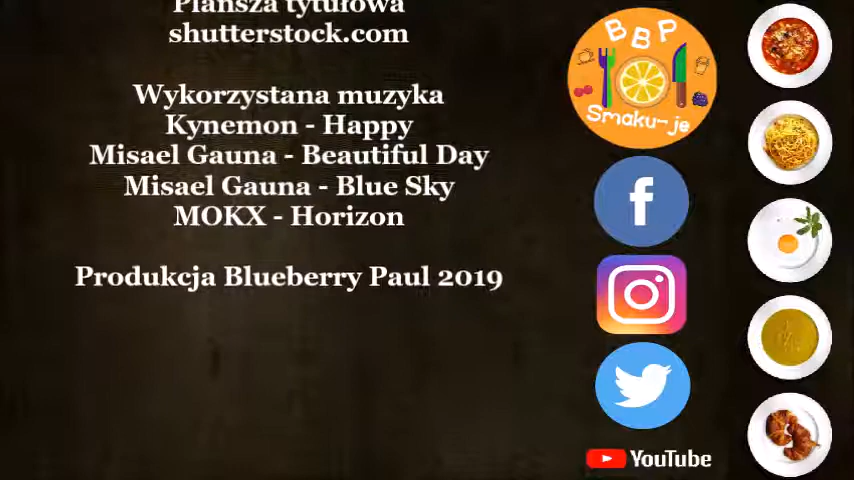 Plansza tytułowa
shutterstock.com
Wykorzystana muzyka
Kynemon - Happy
Misael Gauna - Beautiful Day
Misael Gauna - Blue Sky
MOKX - Horizon
Produkcja Blueberry Paul 2019
BBP
Smaku-je
YouTube